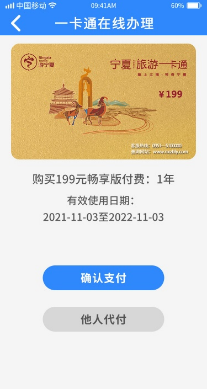 中国移动 09:41AM 60%
一卡通在线办理
宁夏 旅游一卡通
¥199
购买199元畅享版付费：1年
有效使用日期：
2021-11-03至2022-11-03
确认支付
他人代付